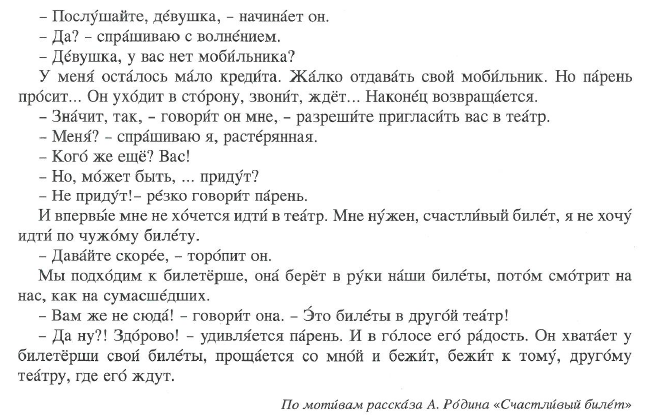 – Послу́шайте, де́вушка, – начина́ет он.
– Да? – спра́шиваю с волне́нием.
– Де́вушка, у вас нет моби́льника?
У меня́ оста́лось ма́ло креди́та. Жа́лко отдава́ть свой моби́льник. Но па́рень
про́сит... Он ухо́дит в сто́рону, звони́т, ждёт... Наконе́ц возвраща́ется.
– Зна́чит, так, – говори́т он мне, – разреши́те пригласи́ть вас в теа́тр.
– Меня́? – спра́шиваю я, расте́рянная.
– Кого́ же ещё? Вас!
– Но, мо́жет быть, ... приду́т?
– Не приду́т!– ре́зко говори́т па́рень.
И впервы́е мне не хо́чется идти́ в теа́тр. Мне ну́жен, счастли́вый биле́т, я не хочу́
идти́ по чужо́му биле́ту.
– Дава́йте скоре́е, – торо́пит он.
Мы подхо́дим к билетёрше, она́ берёт в ру́ки на́ши биле́ты, пото́м смо́трит на
нас, как на сумасше́дших.
– Вам же не сюда́! – говори́т она. – Э́то биле́ты в друго́й теа́тр!
– Да ну?! Здо́рово! – удивля́ется па́рень. И в го́лосе его́ ра́дость. Он хвата́ет у
билетёрши свои́ биле́ты, проща́ется со мно́й и бежи́т, бежи́т к тому́, друго́му
теа́тру, где его́ ждут.
По моти́вам расска́за А. Ро́дина «Счастли́вый биле́т»